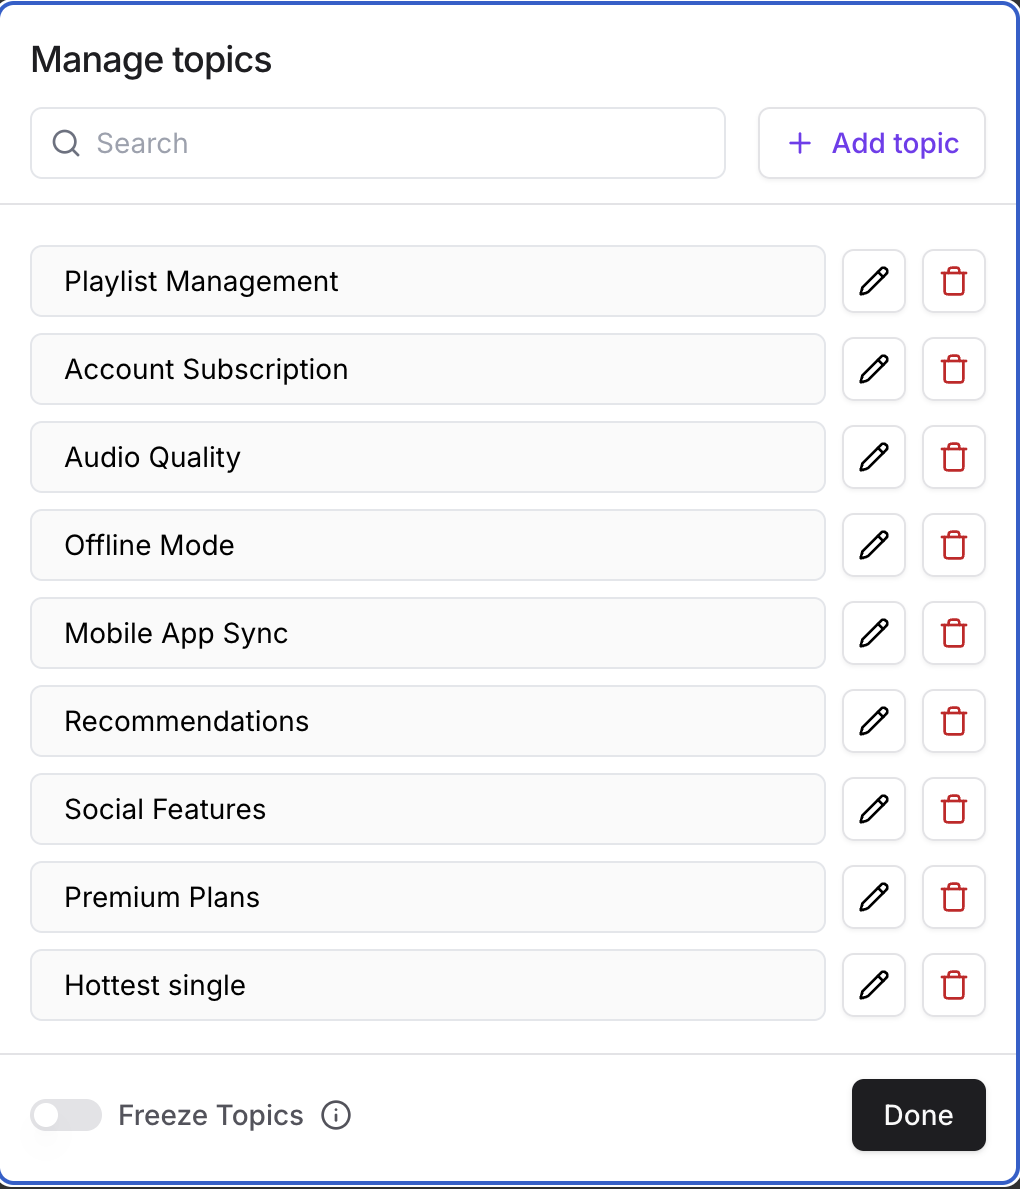 Manage topics
Search
Add topic
Playlist Management
Account Subscription
Audio Quality
Offline Mode
Mobile App Sync
Recommendations
Social Features
Premium Plans
Hottest single
Freeze Topics
Done